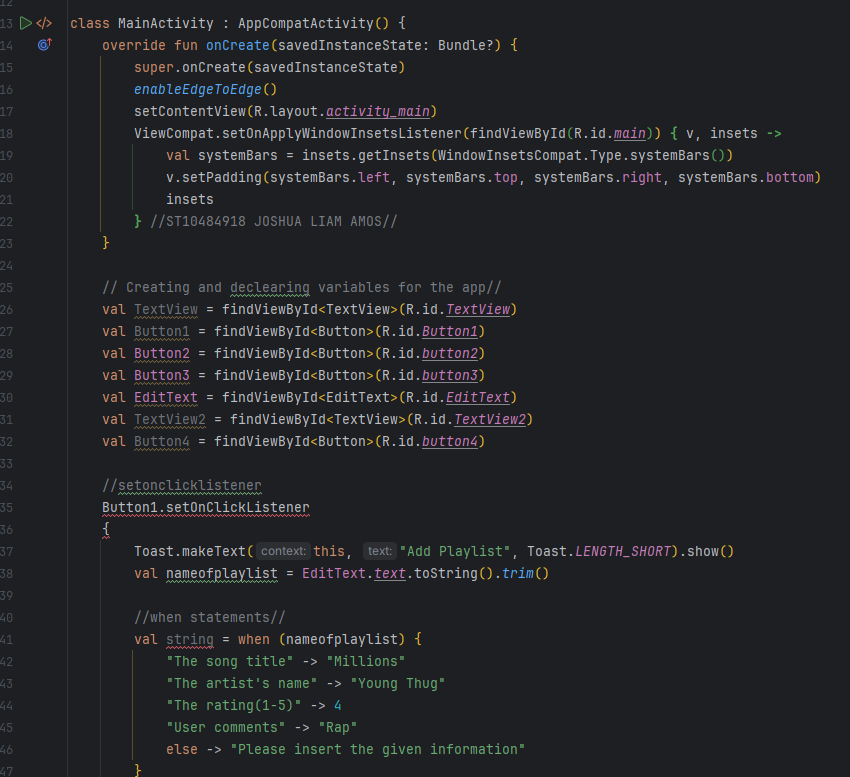 12
13 class MainActivity : AppCompatActivity() {
14 override fun onCreate(savedInstanceState: Bundle?) {
15 super.onCreate(savedInstanceState)
16 enableEdgeToEdge()
17 setContentView(R.layout.activity_main)
18 ViewCompat.setOnApplyWindowInsetsListener(findViewById(R.id.main)) { v, insets ->
19 val systemBars = insets.getInsets(WindowInsetsCompat.Type.systemBars())
20 v.setPadding(systemBars.left, systemBars.top, systemBars.right, systemBars.bottom)
21 insets
22 } //ST10484918 JOSHUA LIAM AMOS//
23 }
24
25 // Creating and declearing variables for the app//
26 val TextView = findViewById<TextView>(R.id.TextView)
27 val Button1 = findViewById<Button>(R.id.Button1)
28 val Button2 = findViewById<Button>(R.id.button2)
29 val Button3 = findViewById<Button>(R.id.button3)
30 val EditText = findViewById<EditText>(R.id.EditText)
31 val TextView2 = findViewById<TextView>(R.id.TextView2)
32 val Button4 = findViewById<Button>(R.id.button4)
33
34 //setonclicklistener
35 Button1.setOnClickListener
36 {
37 Toast.makeText( context: this, text: "Add Playlist", Toast.LENGTH_SHORT).show()
38 val nameofplaylist = EditText.text.toString().trim()
39
40 //when statements//
41 val string = when (nameofplaylist) {
42 "The song title" -> "Millions"
43 "The artist's name" -> "Young Thug"
44 "The rating(1-5)" -> 4
45 "User comments" -> "Rap"
46 else -> "Please insert the given information"
47 }